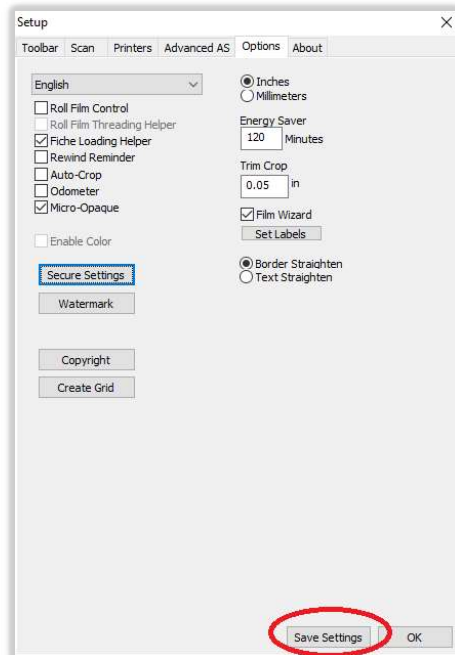 Setup
Toolbar Scan Printers Advanced AS Options About
English
Roll Film Control
Roll Film Threading Helper
Fiche Loading Helper
Rewind Reminder
Auto-Crop
Odometer
Micro-Opaque
Enable Color
Secure Settings
Watermark
Copyright
Create Grid
Inches
Millimeters
Energy Saver
120 Minutes
Trim Crop
0.05 in
Film Wizard
Set Labels
Border Straighten
Text Straighten
Save Settings OK